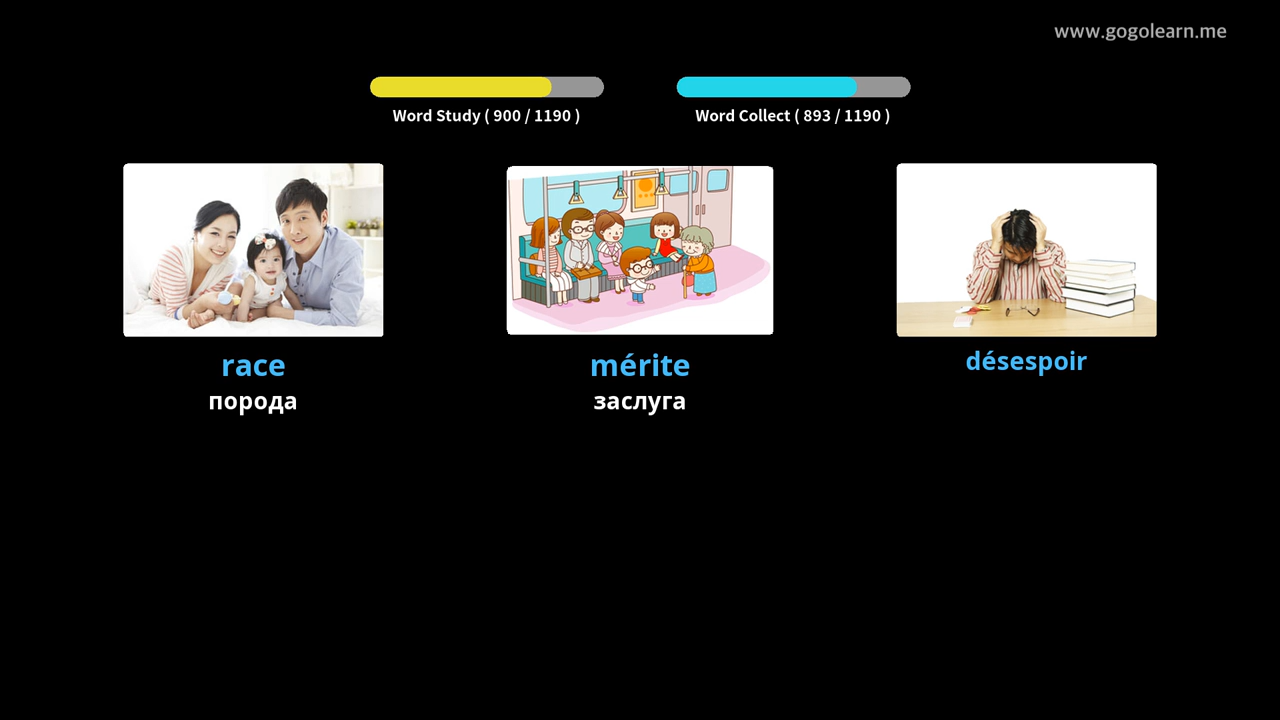 www.gogolearn.me
Word Study ( 900 / 1190 )
Word Collect ( 893 / 1190 )
race
порода
mérite
заслуга
désespoir